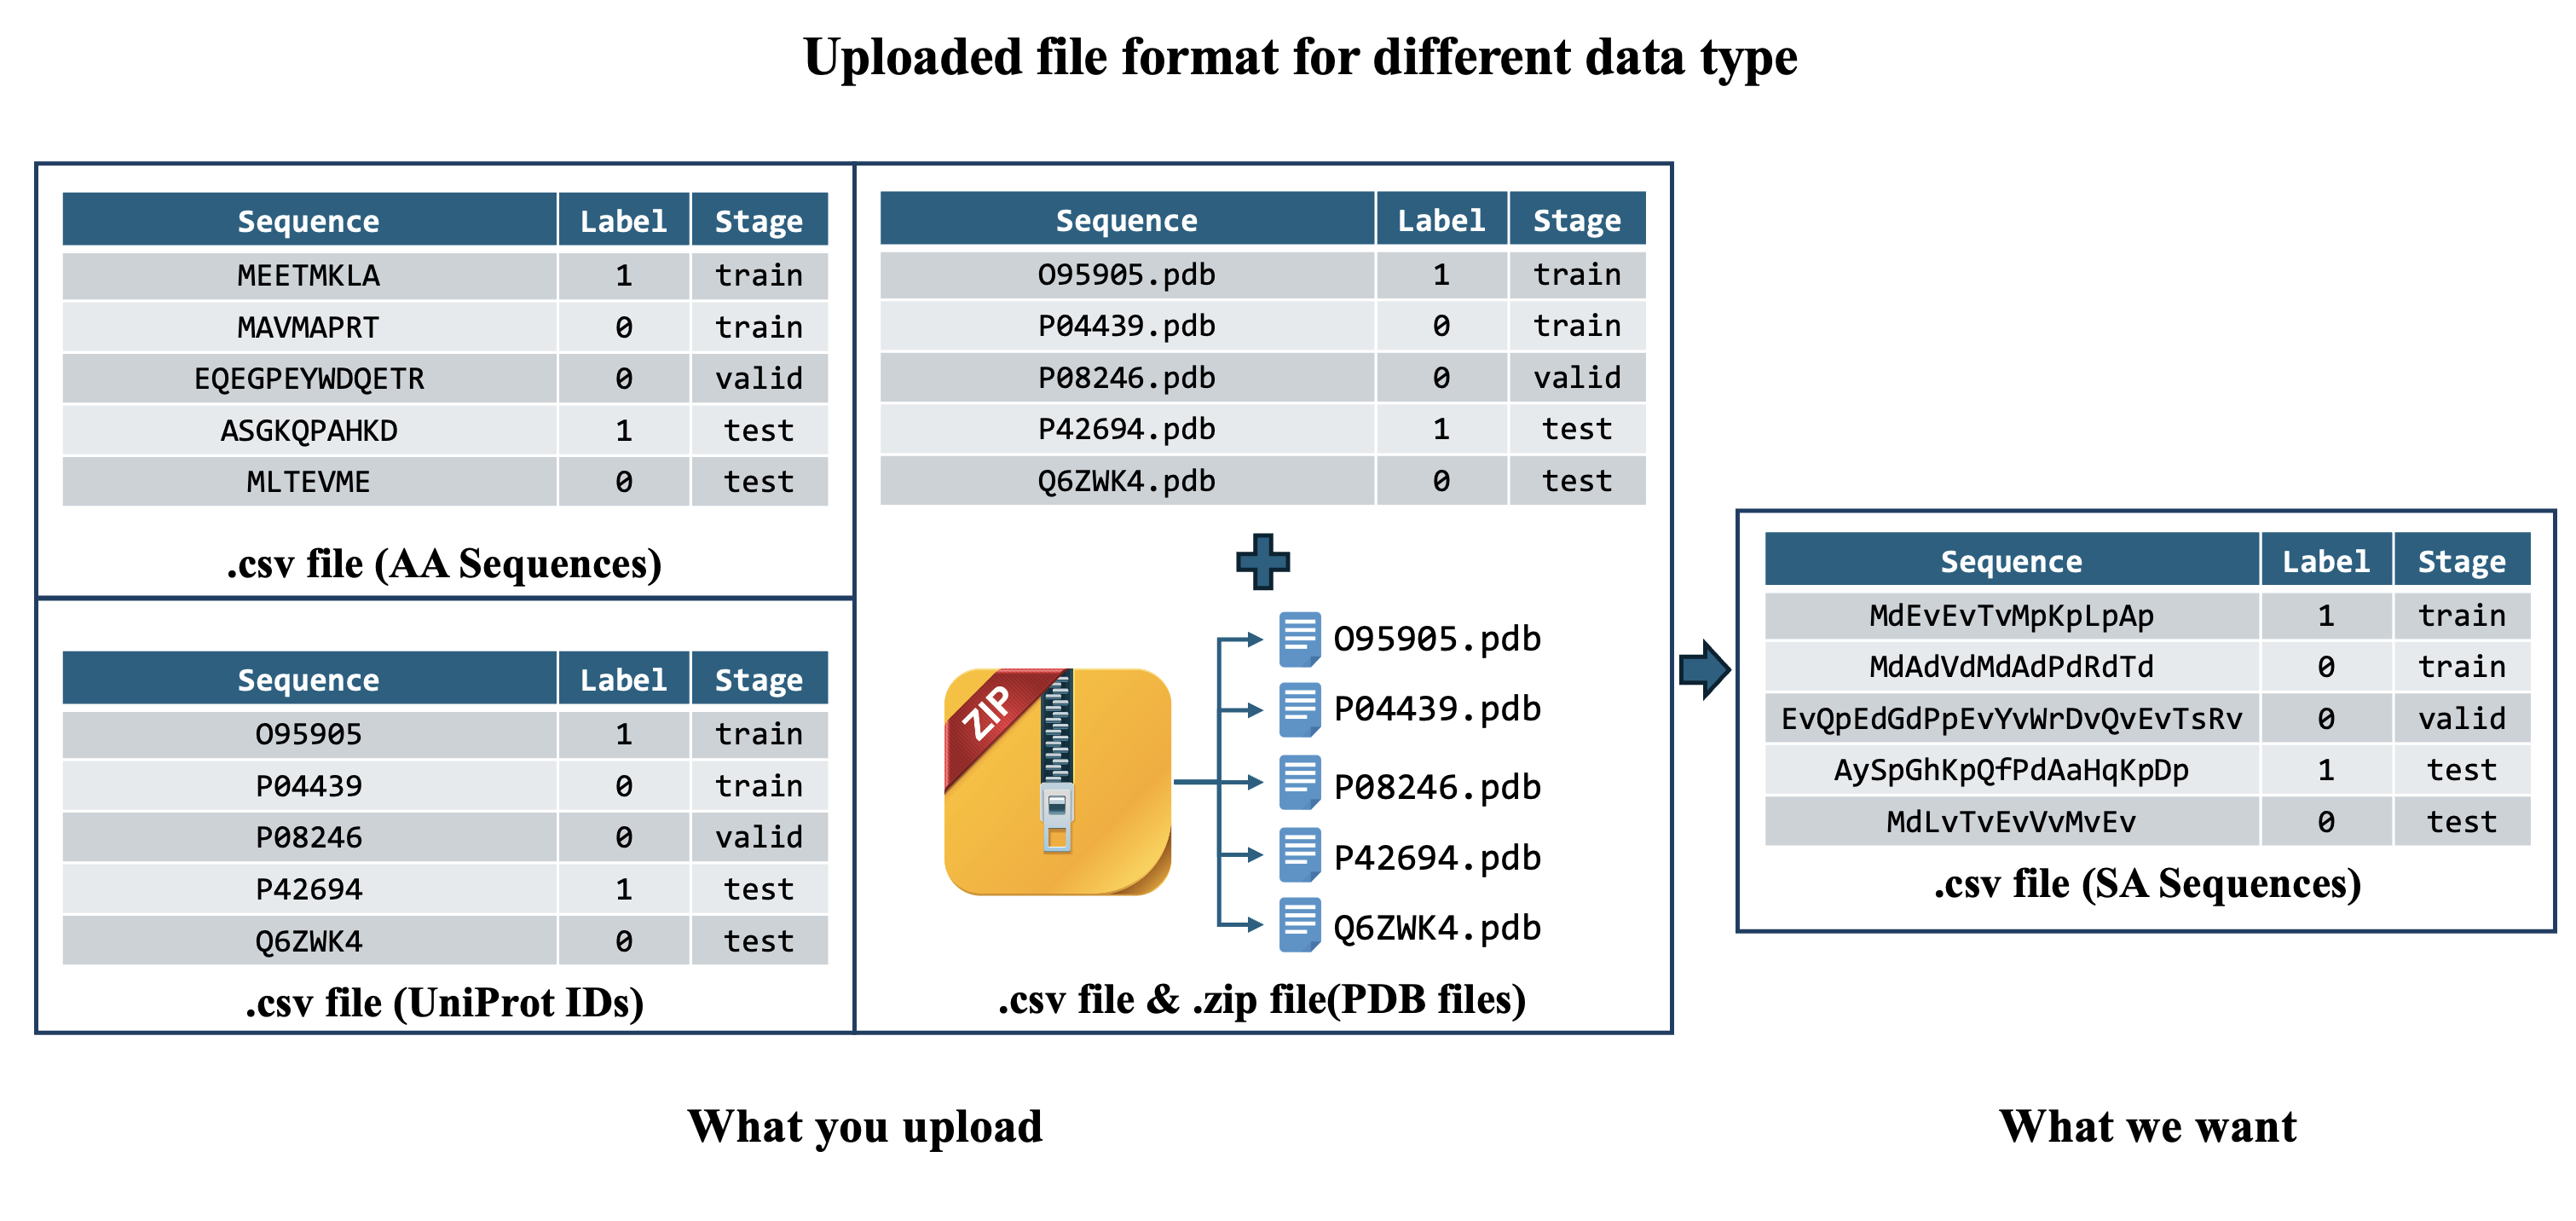 Uploaded file format for different data type
Sequence Label Stage
MEETMKLA 1 train
MAVMAPRT 0 train
EQEGPEYWDQETR 0 valid
ASGKQPAHKD 1 test
MLTEVME 0 test
.csv file (AA Sequences)
Sequence Label Stage
O95905 1 train
P04439 0 train
P08246 0 valid
P42694 1 test
Q6ZWK4 0 test
.csv file (UniProt IDs)
Sequence Label Stage
O95905.pdb 1 train
P04439.pdb 0 train
P08246.pdb 0 valid
P42694.pdb 1 test
Q6ZWK4.pdb 0 test
ZIP
O95905.pdb
P04439.pdb
P08246.pdb
P42694.pdb
Q6ZWK4.pdb
.csv file & .zip file(PDB files)
Sequence Label Stage
MdEvEvTvMpKpLpAp 1 train
MdAdVdMdAdPdRdTd 0 train
EvQpEdGdPpEvYvWrDvQvEvTsRv 0 valid
AySpGhKpQfPdAaHqKpDp 1 test
MdLvTvEvVvMvEv 0 test
.csv file (SA Sequences)
What you upload
What we want